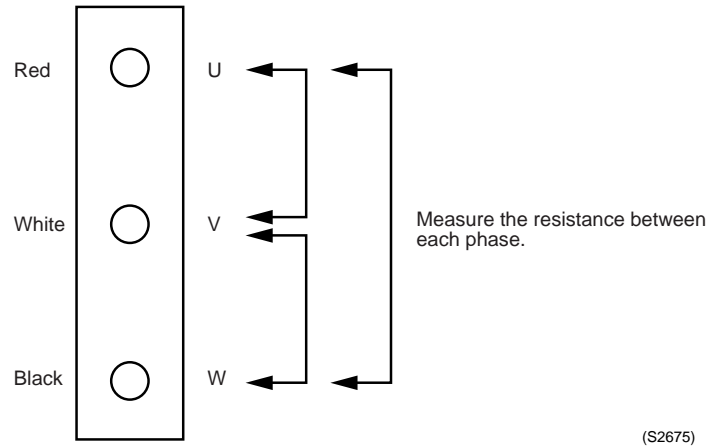 Red U
White V
Measure the resistance between
each phase.
Black W
(S2675)